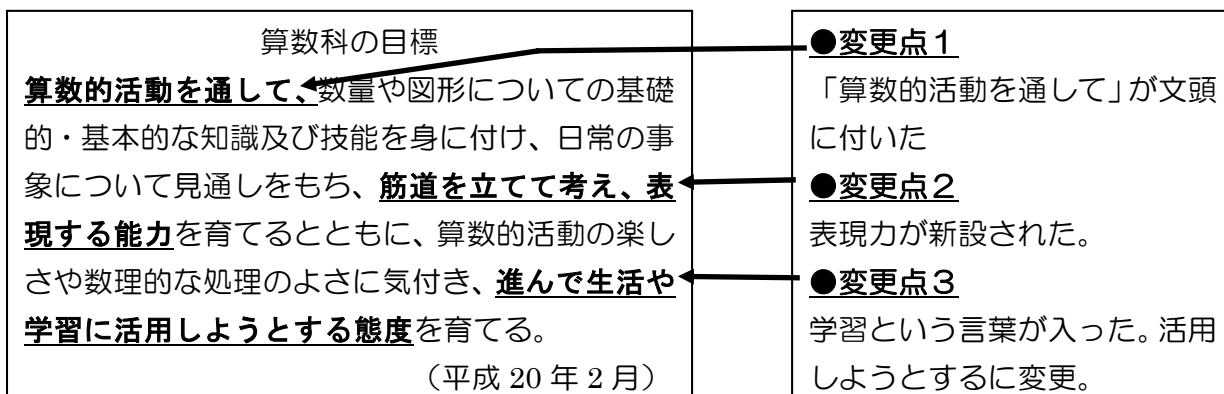 算数科の目標
算数的活動を通して、数量や図形についての基礎
的・基本的な知識及び技能を身に付け、日常の事
象について見通しをもち、筋道を立てて考え、表
現する能力を育てるとともに、算数的活動の楽し
さや数理的な処理のよさに気付き、進んで生活や
学習に活用しようとする態度を育てる。
（平成 20 年 2 月）
●変更点１
「算数的活動を通して」が文頭
に付いた
●変更点２
表現力が新設された。
●変更点３
学習という言葉が入った。活用
しようとするに変更。